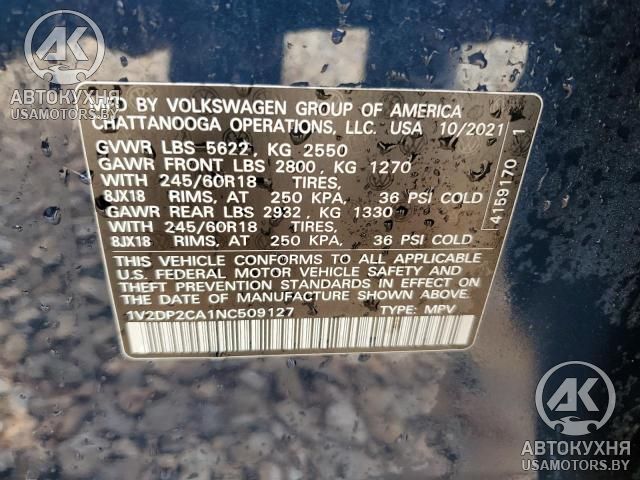 АК
АВТОКУХНЯ
USAMOTORS.BY
MFD BY VOLKSWAGEN GROUP OF AMERICA
CHATTANOOGA OPERATIONS, LLC. USA 10/2021
GVWR LBS 5622 KG 2550
GAWR FRONT LBS 2800 , KG 1270
WITH 245/60R18 TIRES,
8JX18 RIMS, AT 250 KPA, 36 PSI COLD
GAWR REAR LBS 2932 , KG 1330
WITH 245/60R18 TIRES,
8JX18 RIMS, AT 250 KPA, 36 PSI COLD
THIS VEHICLE CONFORMS TO ALL APPLICABLE
U.S. FEDERAL MOTOR VEHICLE SAFETY AND
THEFT PREVENTION STANDARDS IN EFFECT ON
THE DATE OF MANUFACTURE SHOWN ABOVE.
1V2DP2CA1NC509127 TYPE: MPV
4159170 1
АК
АВТОКУХНЯ
USAMOTORS.BY